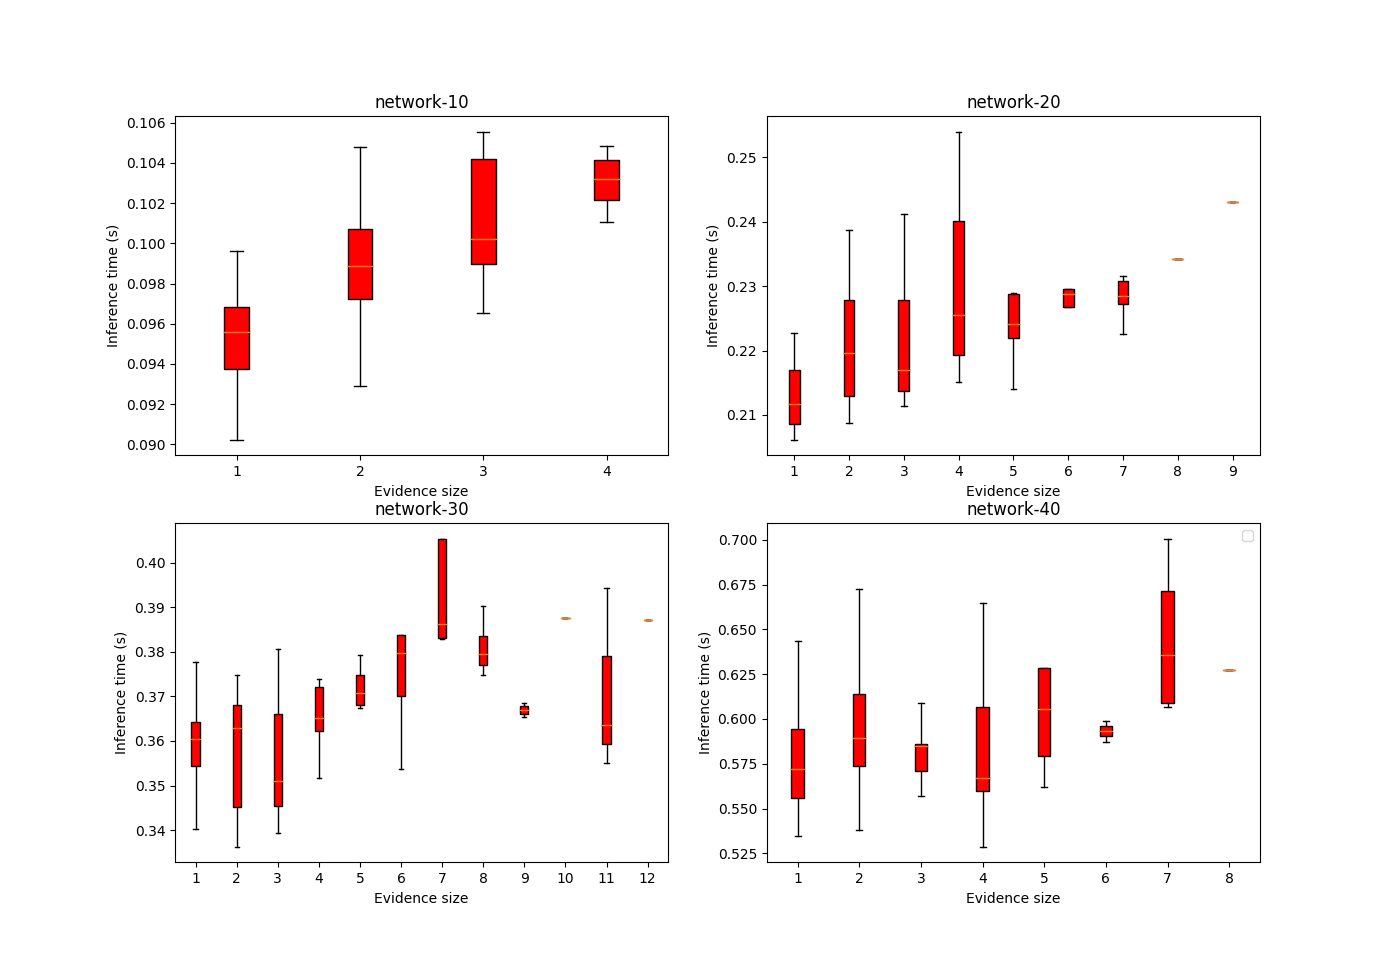 network-10
0.106
0.104
0.102
0.100
0.098
0.096
0.094
0.092
0.090
Inference time (s)
1 2 3 4
Evidence size
network-20
0.25
0.24
0.23
0.22
0.21
Inference time (s)
1 2 3 4 5 6 7 8 9
Evidence size
network-30
0.40
0.39
0.38
0.37
0.36
0.35
0.34
Inference time (s)
1 2 3 4 5 6 7 8 9 10 11 12
Evidence size
network-40
0.700
0.675
0.650
0.625
0.600
0.575
0.550
0.525
Inference time (s)
1 2 3 4 5 6 7 8
Evidence size